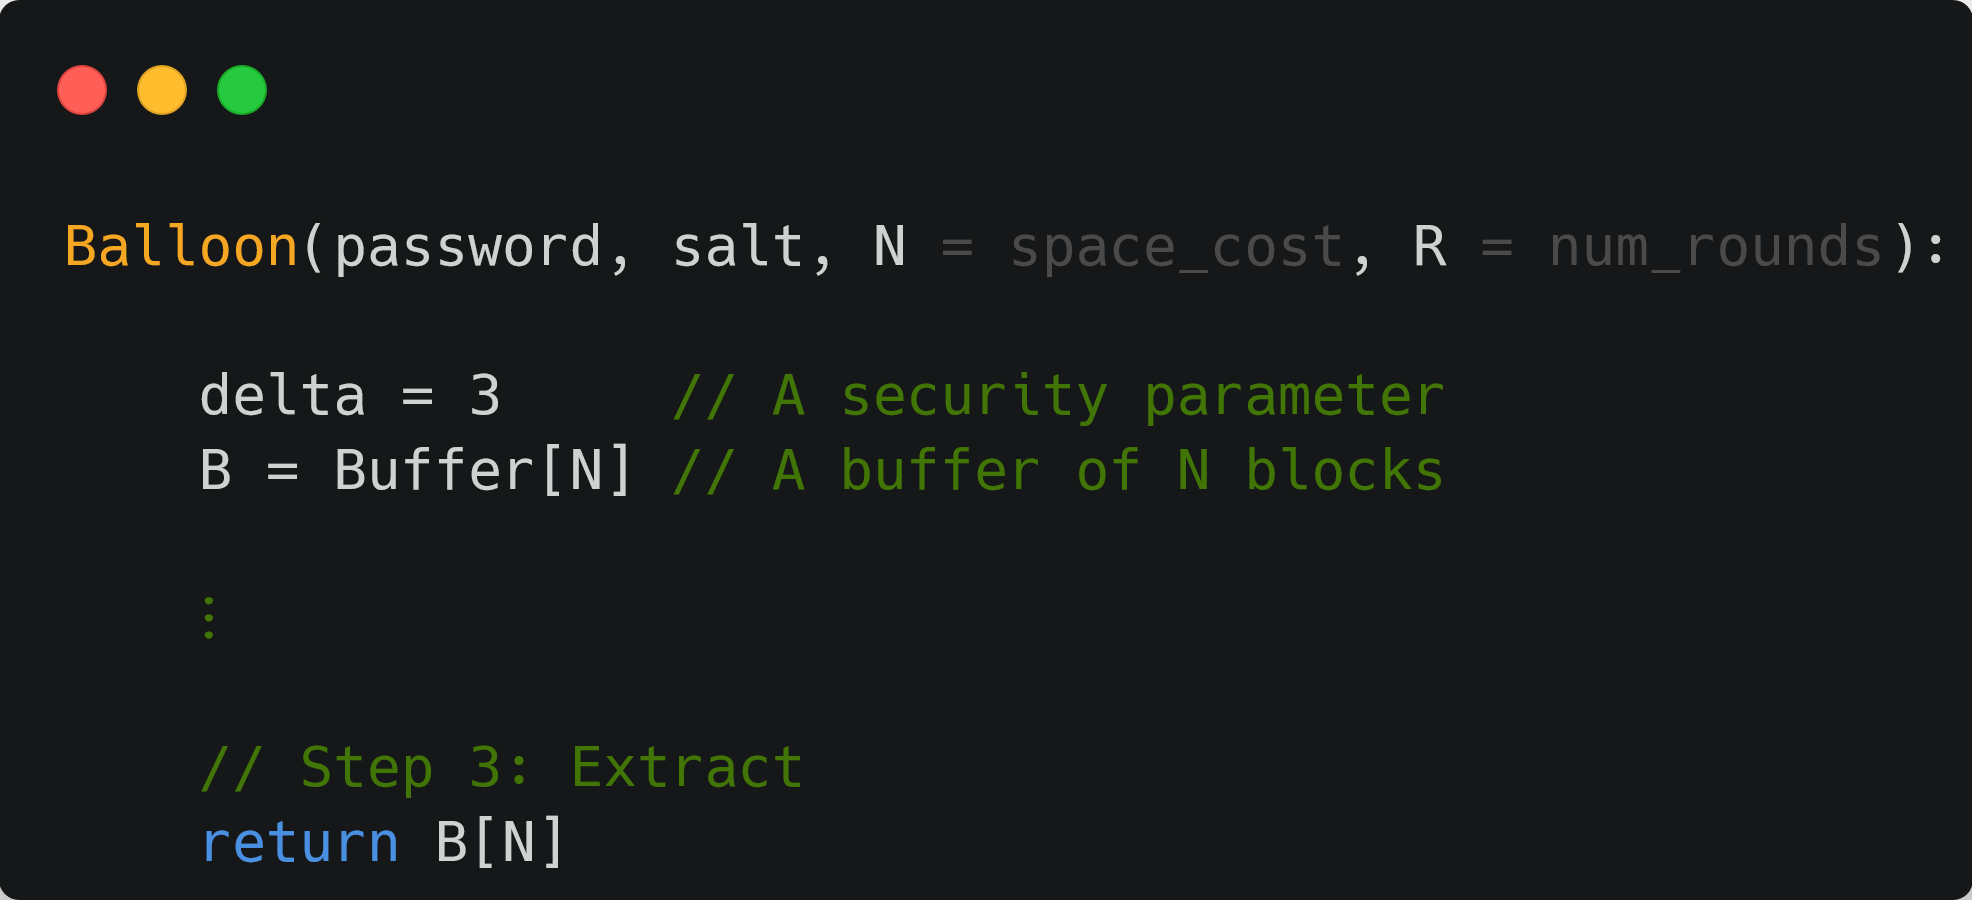 Balloon(password, salt, N = space_cost, R = num_rounds):
delta = 3     // A security parameter
B = Buffer[N] // A buffer of N blocks
⋮
// Step 3: Extract
return B[N]